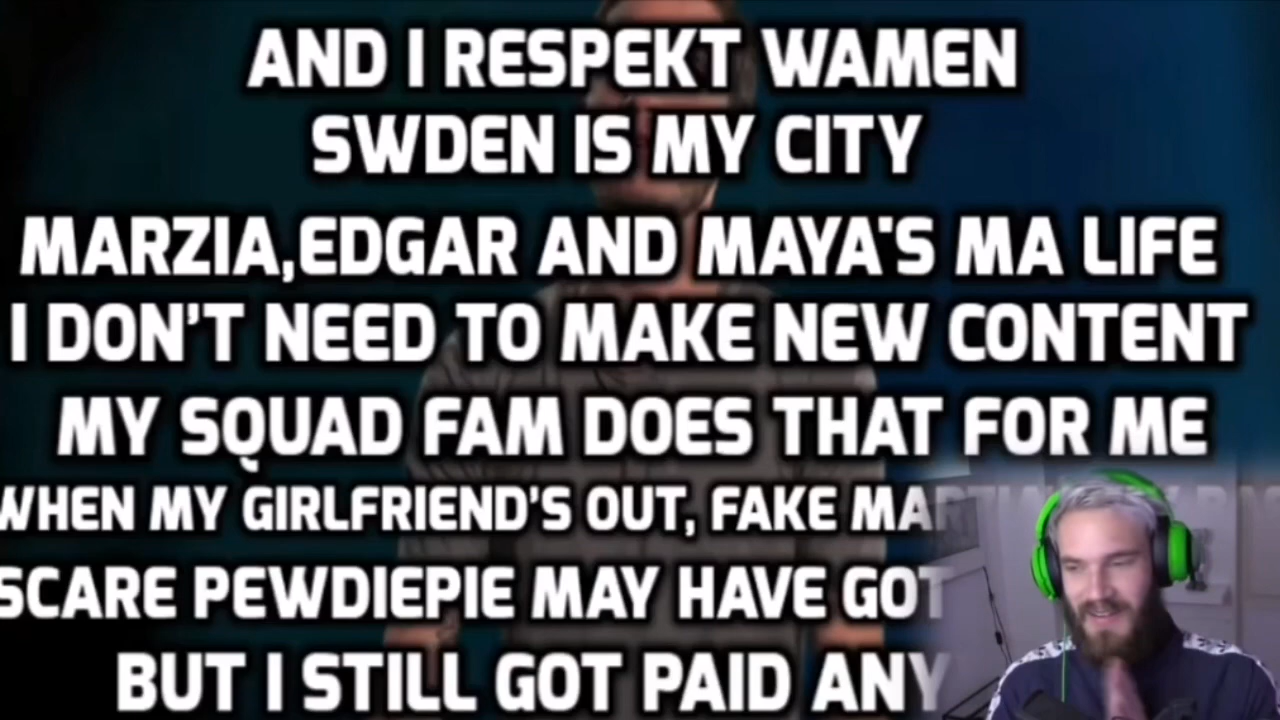 AND I RESPEKT WAMEN
SWDEN IS MY CITY
MARZIA,EDGAR AND MAYA'S MA LIFE
I DON'T NEED TO MAKE NEW CONTENT
MY SQUAD FAM DOES THAT FOR ME
WHEN MY GIRLFRIEND'S OUT, FAKE
SCARE PEWDIEPIE MAY HAVE GOT
BUT I STILL GOT PAID